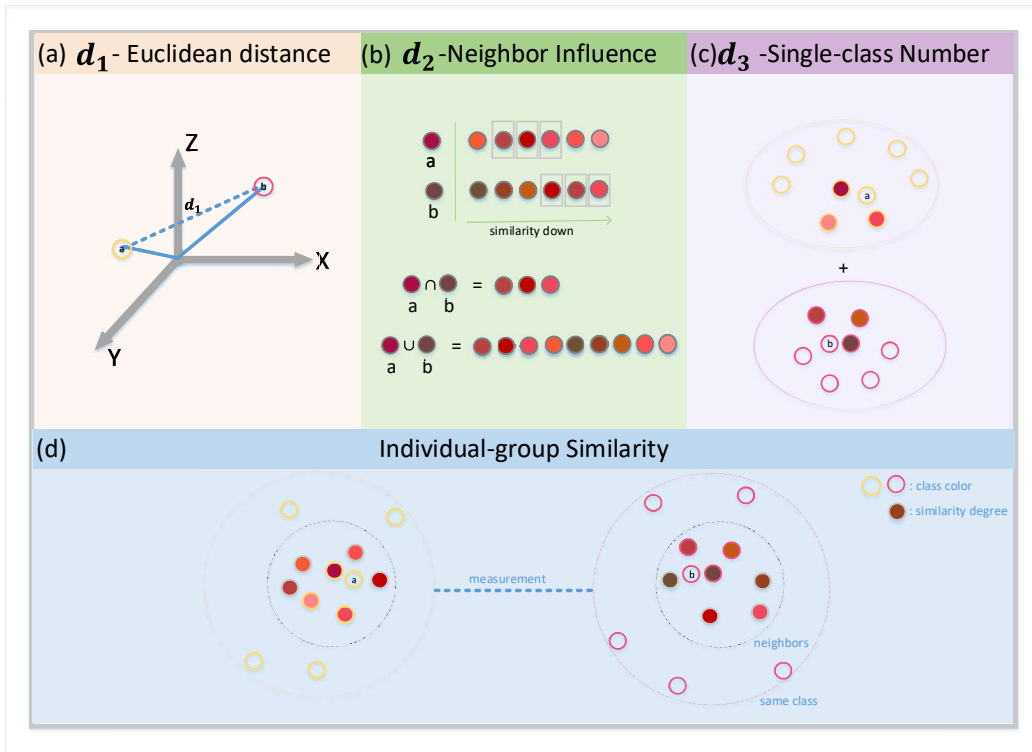 (a) d1 - Euclidean distance
(b) d2 -Neighbor Influence
(c) d3 -Single-class Number
Z
b
d1
a
X
Y
a
b
similarity down
a ∩ b =
a b
a ∪ b =
a b
a
+
b
(d) Individual-group Similarity
: class color
: similarity degree
a
measurement
b
neighbors
same class